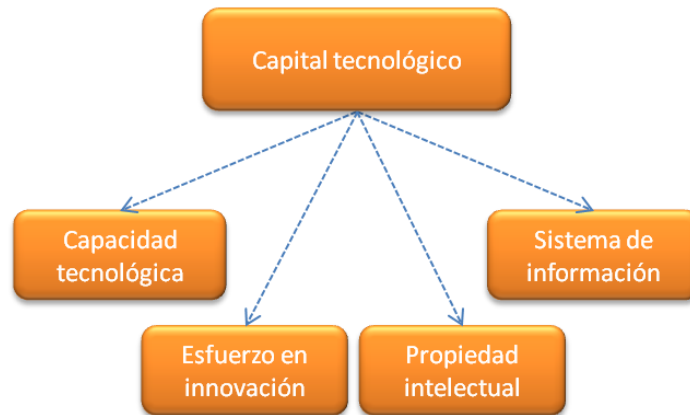 Capital tecnológico
Capacidad
tecnológica
Sistema de
información
Esfuerzo en
innovación
Propiedad
intelectual